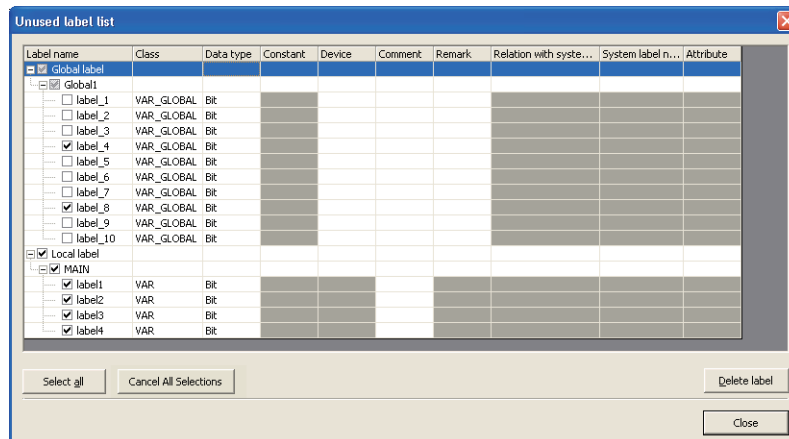 Unused label list
Label name Class Data type Constant Device Comment Remark Relation with syste... System label n... Attribute
Global label
Global1
label_1 VAR_GLOBAL Bit
label_2 VAR_GLOBAL Bit
label_3 VAR_GLOBAL Bit
label_4 VAR_GLOBAL Bit
label_5 VAR_GLOBAL Bit
label_6 VAR_GLOBAL Bit
label_7 VAR_GLOBAL Bit
label_8 VAR_GLOBAL Bit
label_9 VAR_GLOBAL Bit
label_10 VAR_GLOBAL Bit
Local label
MAIN
label1 VAR Bit
label2 VAR Bit
label3 VAR Bit
label4 VAR Bit
Select all Cancel All Selections Delete label
Close